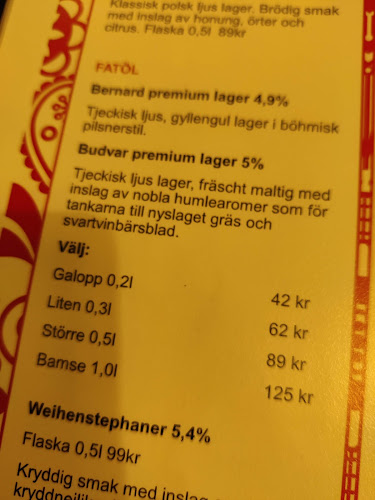 Klassisk polsk ljus lager. Brödig smak
med inslag av honung, örter och
citrus. Flaska 0,5l 89kr
FATÖL
Bernard premium lager 4,9%
Tjeckisk ljus, gyllengul lager i böhmisk
pilsnerstil.
Budvar premium lager 5%
Tjeckisk ljus lager, fräscht maltig med
inslag av nobla humlearomer som för
tankarna till nyslaget gräs och
svartvinbärsblad.
Välj:
Galopp 0,2l 42 kr
Liten 0,3l 62 kr
Större 0,5l 89 kr
Bamse 1,0l 125 kr
Weihenstephaner 5,4%
Flaska 0,5l 99kr
Kryddig smak med inslag